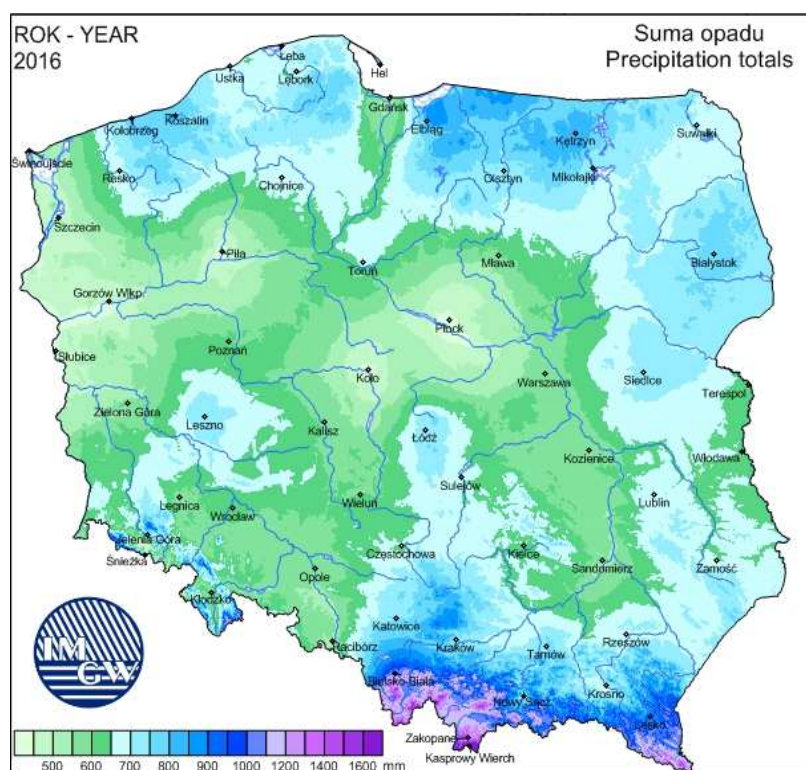 ROK - YEAR
2016
Suma opadu
Precipitation totals
Łeba
Ustka
Lębork
Hel
Gdańsk
Kołobrzeg
Koszalin
Elbląg
Kętrzyn
Suwałki
Świnoujście
Resko
Chojnice
Olsztyn
Mikołajki
Szczecin
Piła
Toruń
Mława
Białystok
Gorzów Wlkp.
Płock
Słubice
Poznań
Koło
Warszawa
Siedlce
Terespol
Zielona Góra
Leszno
Kalisz
Łódź
Kozienice
Włodawa
Sulejów
Legnica
Wrocław
Wieluń
Lublin
Jelenia Góra
Śnieżka
Częstochowa
Kielce
Sandomierz
Zamość
Opole
Kłodzko
Katowice
Racibórz
Kraków
Tarnów
Rzeszów
Bielsko-Biała
Nowy Sącz
Krosno
Lesko
Zakopane
Kasprowy Wierch
IM
GW
500 600 700 800 900 1000 1200 1400 1600 mm